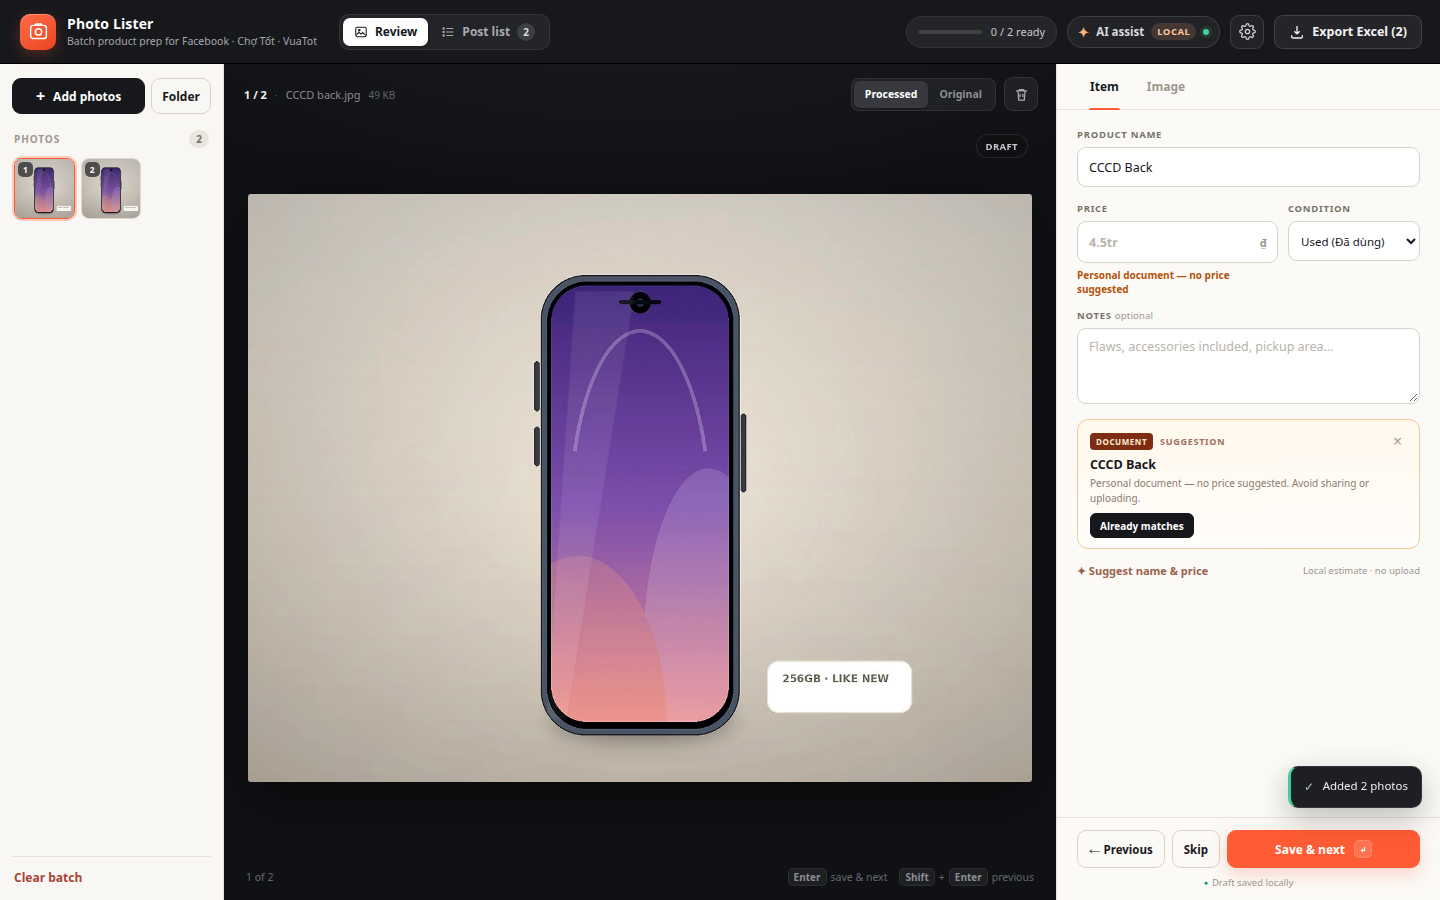 Photo Lister
Batch product prep for Facebook · Chợ Tốt · VuaTot
Review
Post list 2
0 / 2 ready
AI assist LOCAL
Export Excel (2)
+ Add photos
Folder
PHOTOS 2
1
2
Clear batch
1 / 2 · CCCD back.jpg 49 KB
Processed
Original
DRAFT
256GB · LIKE NEW
1 of 2
Enter save & next Shift + Enter previous
Item
Image
PRODUCT NAME
CCCD Back
PRICE
CONDITION
4.5tr ₫
Used (Đã dùng)
Personal document — no price
suggested
NOTES optional
Flaws, accessories included, pickup area...
DOCUMENT SUGGESTION ×
CCCD Back
Personal document — no price suggested. Avoid sharing or
uploading.
Already matches
✦ Suggest name & price
Local estimate · no upload
✓ Added 2 photos
← Previous
Skip
Save & next ↲
• Draft saved locally